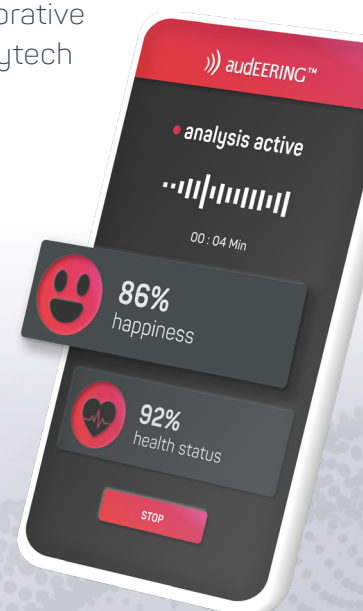 orative
ytech
audEERING™
analysis active
00 : 04 Min
86%
happiness
92%
health status
STOP